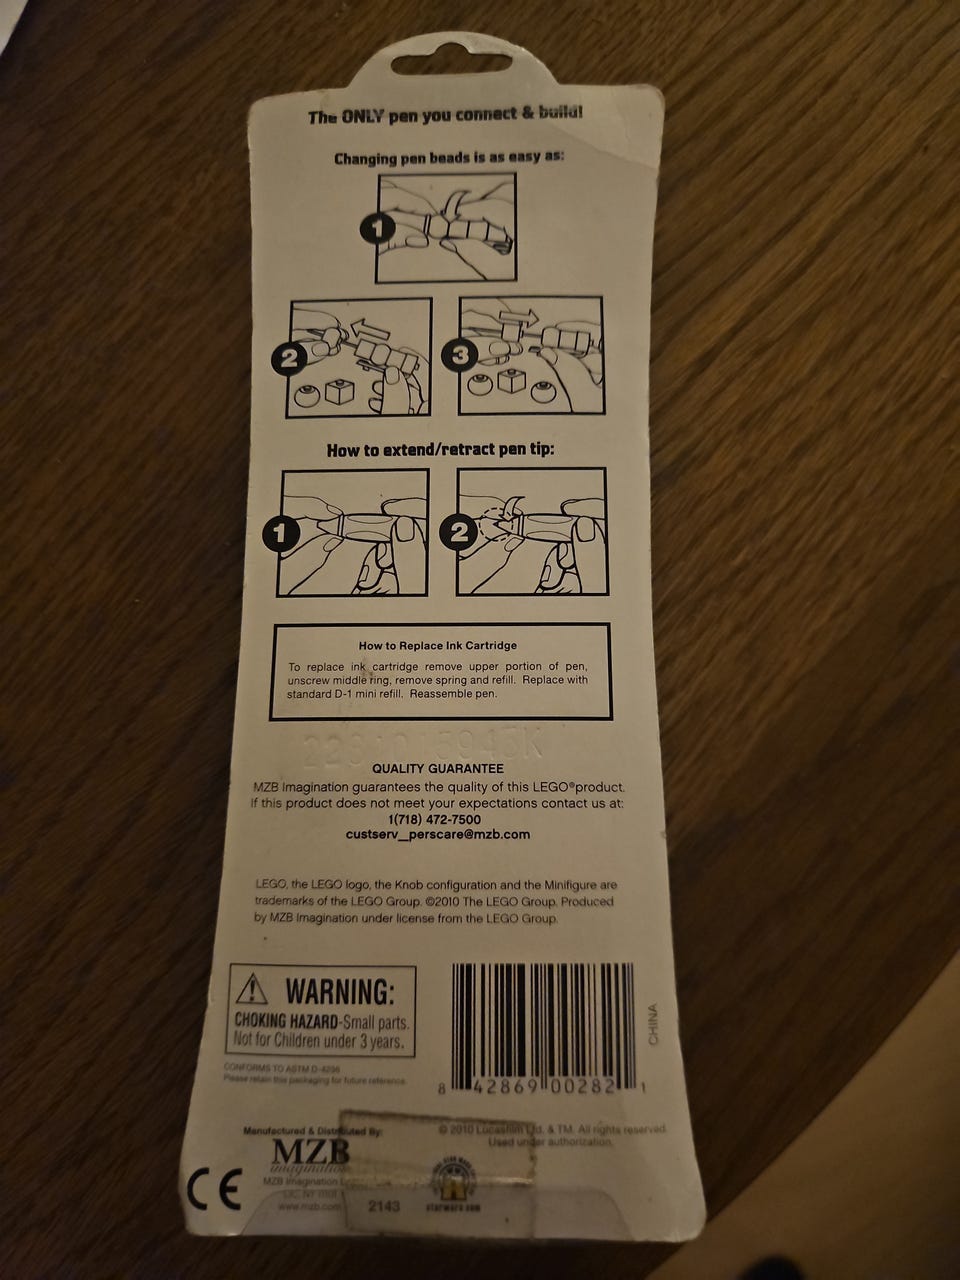 The ONLY pen you connect & build!
Changing pen beads is as easy as:
1
2
3
How to extend/retract pen tip:
1
2
How to Replace Ink Cartridge
To replace ink cartridge remove upper portion of pen,
unscrew middle ring, remove spring and refill. Replace with
standard D-1 mini refill. Reassemble pen.
QUALITY GUARANTEE
MZB Imagination guarantees the quality of this LEGO®product.
If this product does not meet your expectations contact us at:
1(718) 472-7500
custserv_perscare@mzb.com
LEGO, the LEGO logo, the Knob configuration and the Minifigure are
trademarks of the LEGO Group. ©2010 The LEGO Group. Produced
by MZB Imagination under license from the LEGO Group.
WARNING:
CHOKING HAZARD-Small parts.
Not for Children under 3 years.
CONFORMS TO ASTM D-4236
Please retain this packaging for future reference.
8 42869 00282 1
CHINA
Manufactured & Distributed By:
MZB
imagination
MZB Imagination
www.mzb.com
CE
2143
© 2010 Lucasfilm Ltd. & TM. All rights reserved.
Used under authorization.
starwars.com